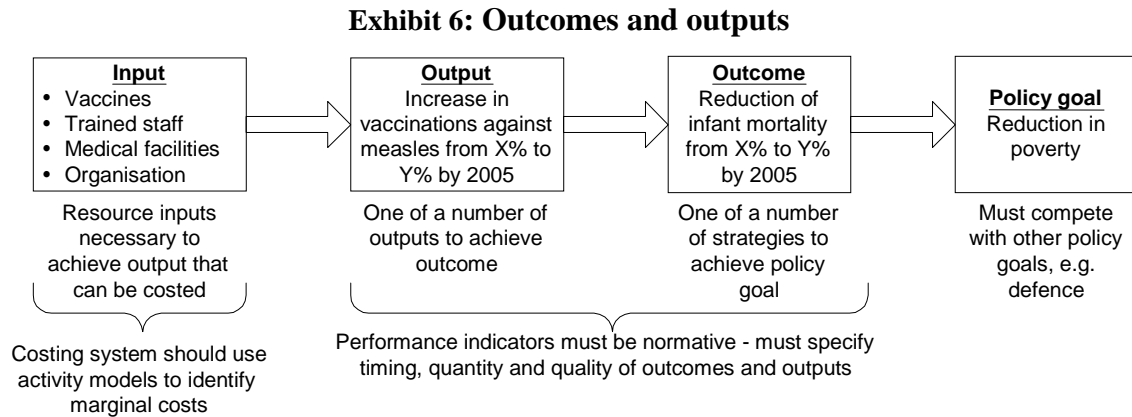 Exhibit 6: Outcomes and outputs
Input
• Vaccines
• Trained staff
• Medical facilities
• Organisation
Resource inputs
necessary to
achieve output that
can be costed
Costing system should use
activity models to identify
marginal costs
Output
Increase in
vaccinations against
measles from X% to
Y% by 2005
One of a number of
outputs to achieve
outcome
Outcome
Reduction of
infant mortality
from X% to Y%
by 2005
One of a number
of strategies to
achieve policy
goal
Performance indicators must be normative - must specify
timing, quantity and quality of outcomes and outputs
Policy goal
Reduction in
poverty
Must compete
with other policy
goals, e.g.
defence